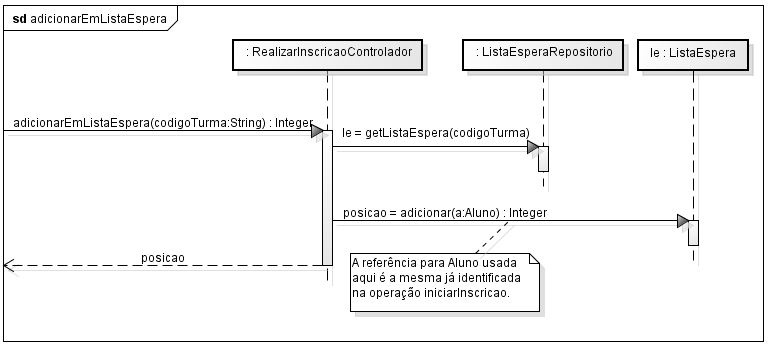 sd adicionarEmListaEspera
: RealizarInscricaoControlador
: ListaEsperaRepositorio
le : ListaEspera
adicionarEmListaEspera(codigoTurma:String) : Integer
le = getListaEspera(codigoTurma)
posicao = adicionar(a:Aluno) : Integer
posicao
A referência para Aluno usada
aqui é a mesma já identificada
na operação iniciarInscricao.